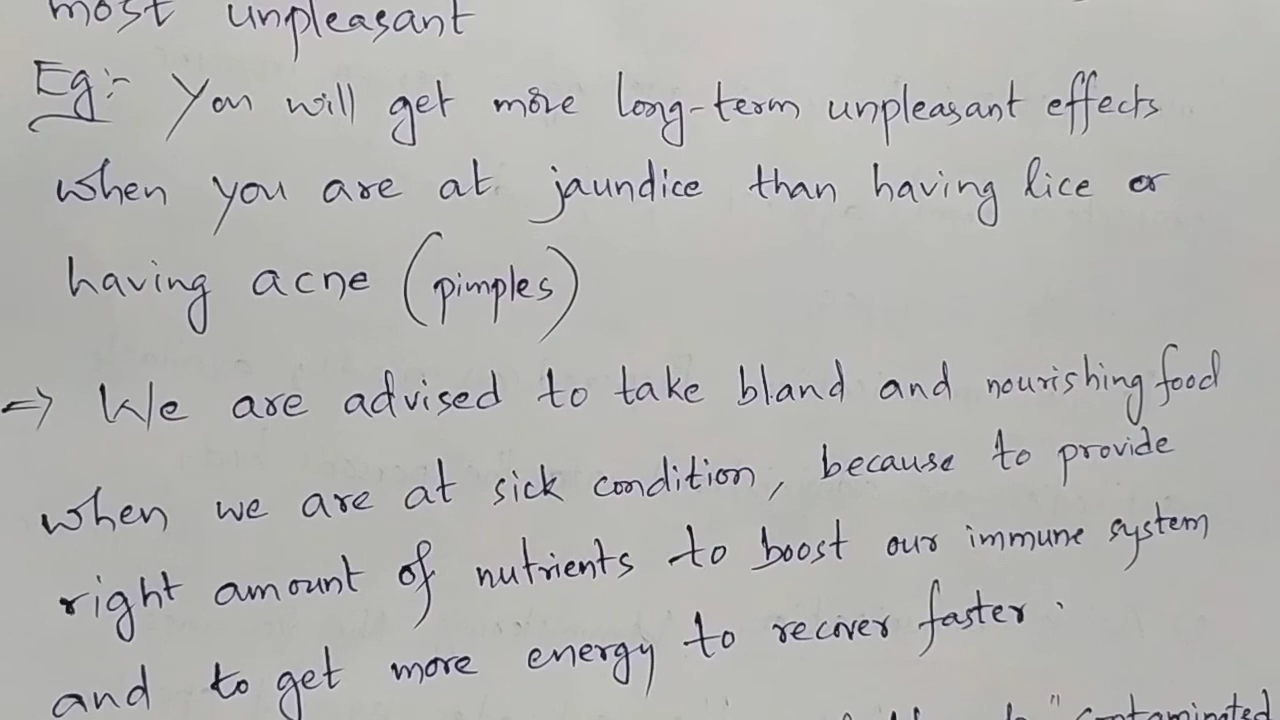 most unpleasant
Eg:- You will get more long-term unpleasant effects
when you are at jaundice than having lice or
having acne (pimples)
⇒ We are advised to take bland and nourishing food
when we are at sick condition, because to provide
right amount of nutrients to boost our immune system
and to get more energy to recover faster.
" contaminated